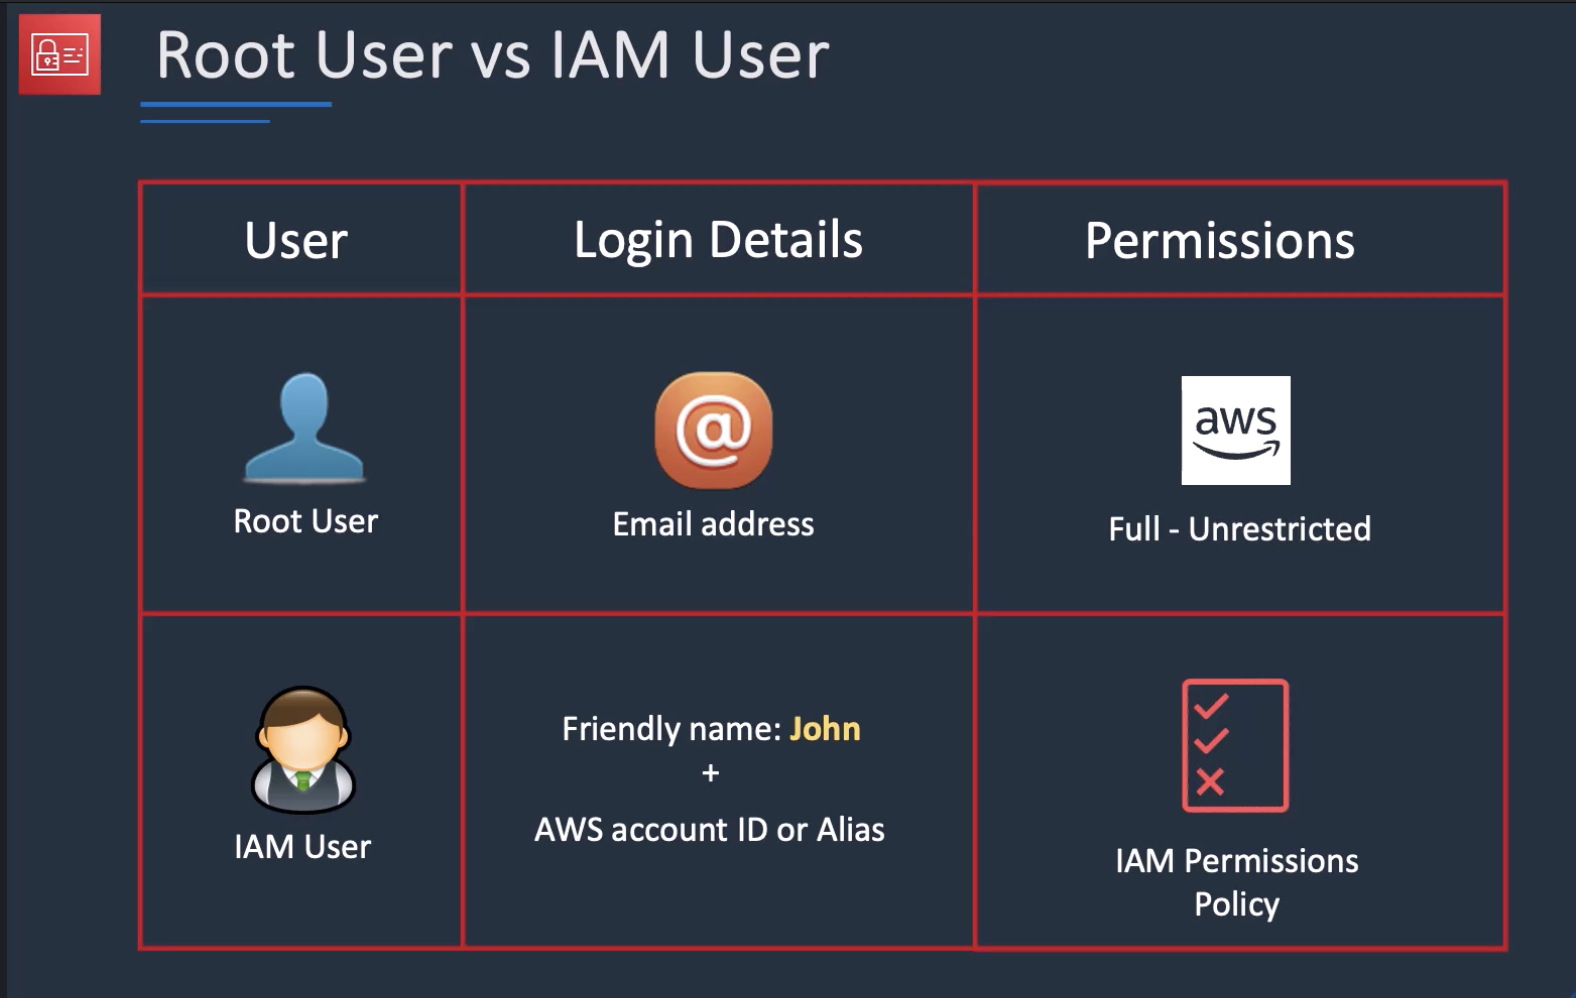 Root User vs IAM User
User
Login Details
Permissions
Root User
@
Email address
aws
Full - Unrestricted
IAM User
Friendly name: John
+
AWS account ID or Alias
IAM Permissions
Policy